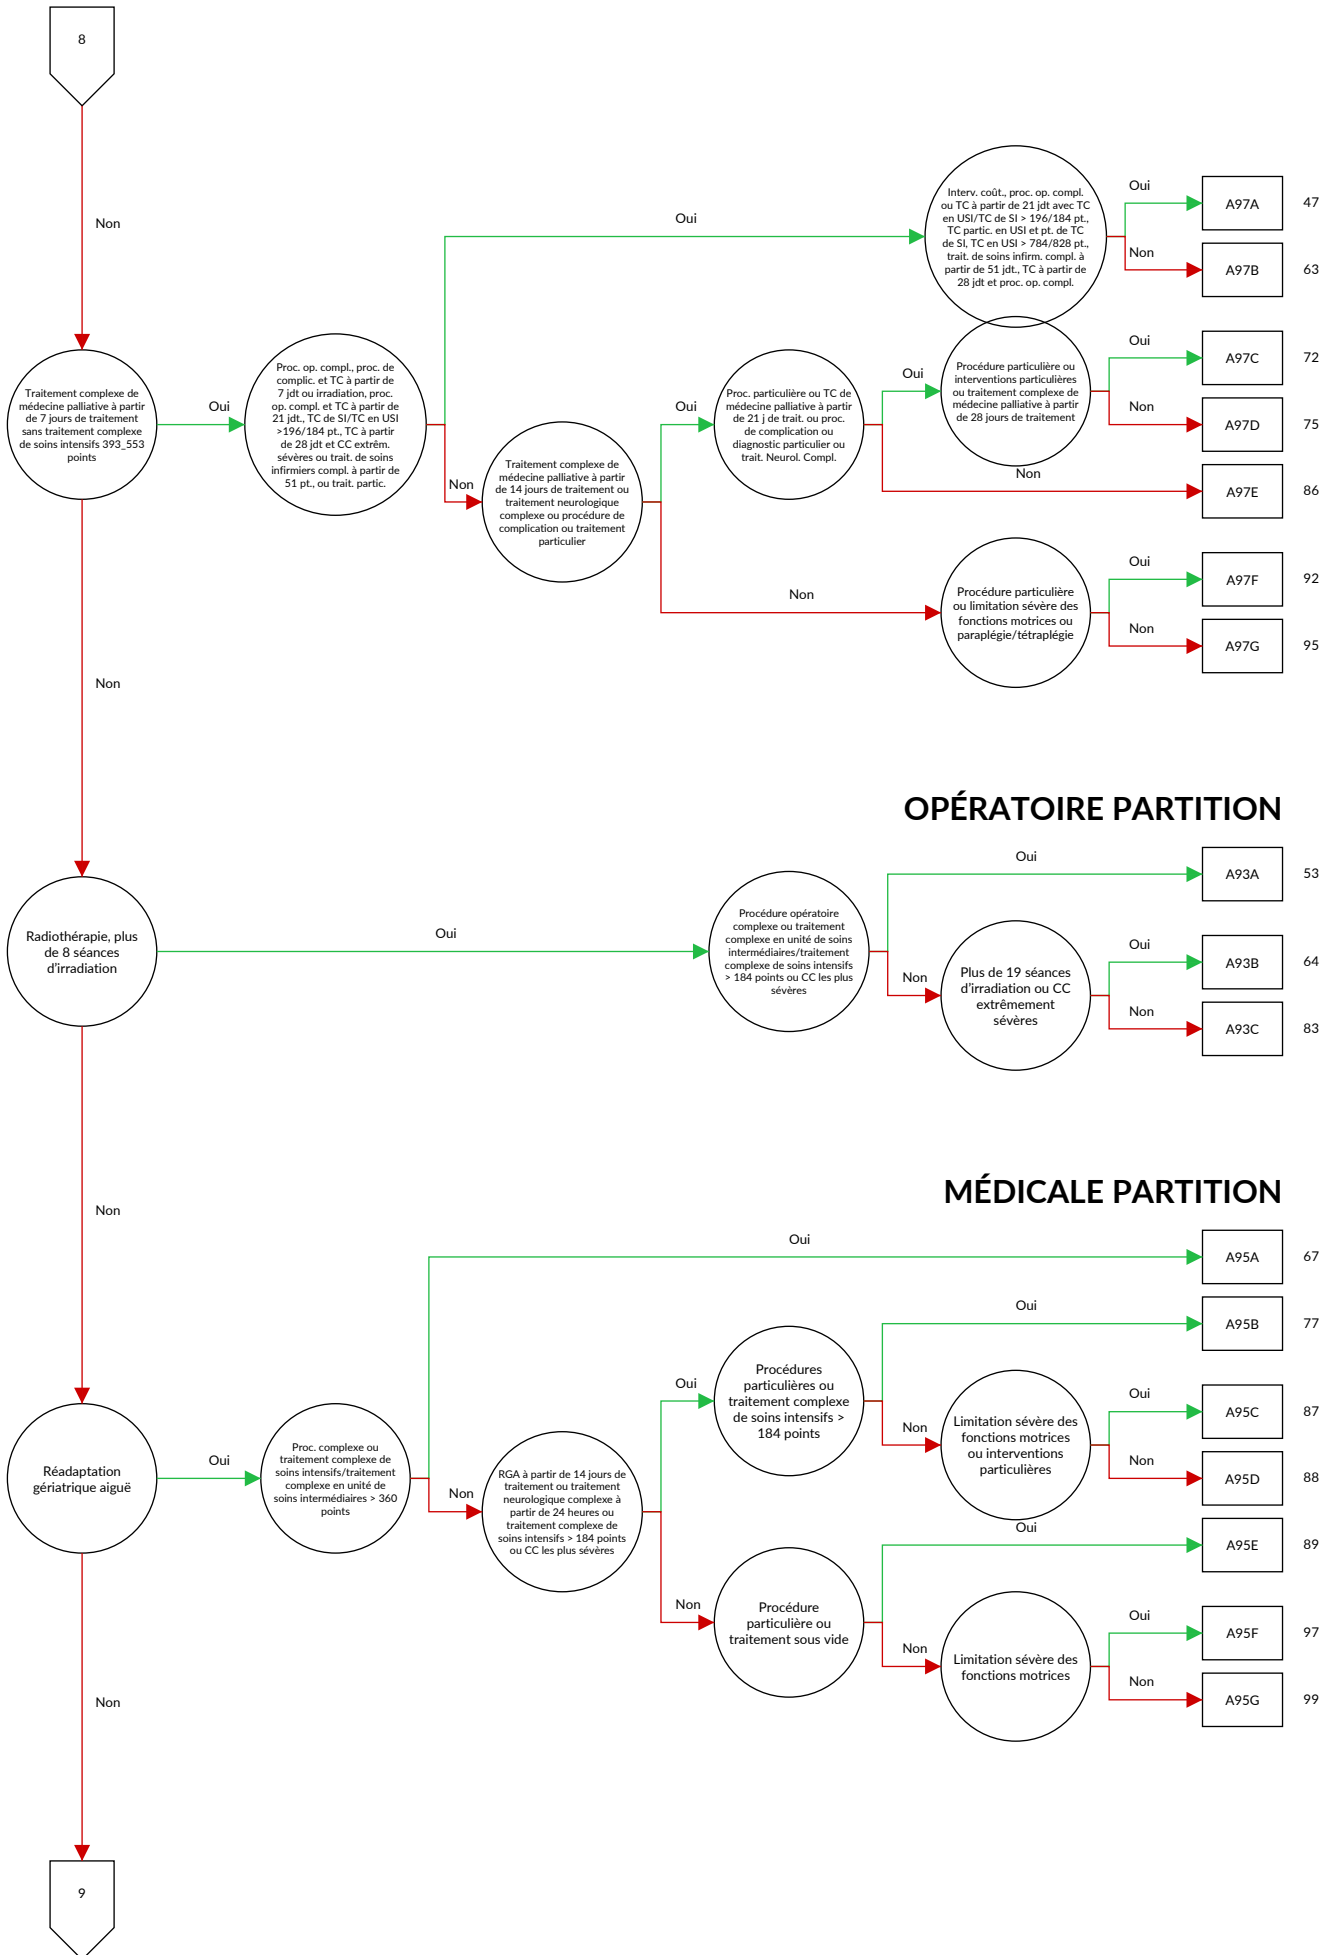 8
Non
Traitement complexe de
médecine palliative à partir
de 7 jours de traitement
sans traitement complexe
de soins intensifs 393_553
points
Oui
Proc. op. compl., proc. de
complic. et TC à partir de
7 jdt ou irradiation, proc.
op. compl. et TC à partir de
21 jdt., TC de SI/TC en USI
>196/184 pt., TC à partir
de 28 jdt et CC extrêm.
sévères ou trait. de soins
infirmiers compl. à partir de
51 pt., ou trait. partic.
Oui
Interv. coût., proc. op. compl.
ou TC à partir de 21 jdt avec TC
en USI/TC de SI > 196/184 pt.,
TC partic. en USI et pt. de TC
de SI, TC en USI > 784/828 pt.,
trait. de soins infirm. compl. à
partir de 51 jdt., TC à partir de
28 jdt et proc. op. compl.
Oui
A97A
47
Non
A97B
63
Non
Traitement complexe de
médecine palliative à partir
de 14 jours de traitement ou
traitement neurologique
complexe ou procédure de
complication ou traitement
particulier
Oui
Proc. particulière ou TC de
médecine palliative à partir
de 21 j de trait. ou proc.
de complication ou
diagnostic particulier ou
trait. Neurol. Compl.
Oui
Procédure particulière ou
interventions particulières
ou traitement complexe de
médecine palliative à partir
de 28 jours de traitement
Oui
A97C
72
Non
A97D
75
Non
A97E
86
Non
Procédure particulière
ou limitation sévère des
fonctions motrices ou
paraplégie/tétraplégie
Oui
A97F
92
Non
A97G
95
Non
OPÉRATOIRE PARTITION
Radiothérapie, plus
de 8 séances
d'irradiation
Oui
Procédure opératoire
complexe ou traitement
complexe en unité de soins
intermédiaires/traitement
complexe de soins intensifs
> 184 points ou CC les plus
sévères
Oui
A93A
53
Non
Plus de 19 séances
d'irradiation ou CC
extrêmement
sévères
Oui
A93B
64
Non
A93C
83
Non
MÉDICALE PARTITION
Réadaptation
gériatrique aiguë
Oui
Proc. complexe ou
traitement complexe de
soins intensifs/traitement
complexe en unité de
soins intermédiaires > 360
points
Oui
A95A
67
Non
RGA à partir de 14 jours de
traitement ou traitement
neurologique complexe à
partir de 24 heures ou
traitement complexe de
soins intensifs > 184 points
ou CC les plus sévères
Oui
Procédures
particulières ou
traitement complexe
de soins intensifs >
184 points
Oui
A95B
77
Non
Limitation sévère des
fonctions motrices
ou interventions
particulières
Oui
A95C
87
Non
A95D
88
Non
Procédure
particulière ou
traitement sous vide
Oui
A95E
89
Non
Limitation sévère des
fonctions motrices
Oui
A95F
97
Non
A95G
99
Non
9